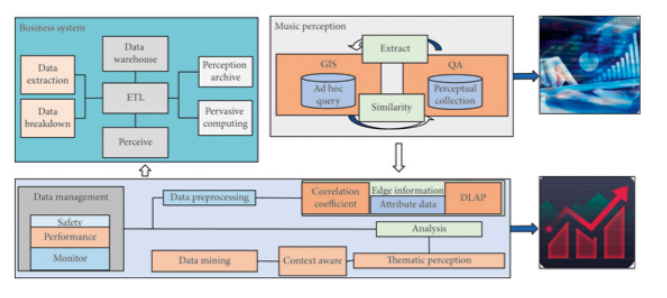 Business system
Data
warehouse
Data
extraction
Perception
archive
ETL
Data
breakdown
Pervasive
computing
Perceive
Music perception
Extract
GIS
QA
Ad hoc
query
Perceptual
collection
Similarity
Data management
Safety
Performance
Monitor
Data preprocessing
Correlation
coefficient
Edge information
Attribute data
DLAP
Analysis
Data mining
Context aware
Thematic perception